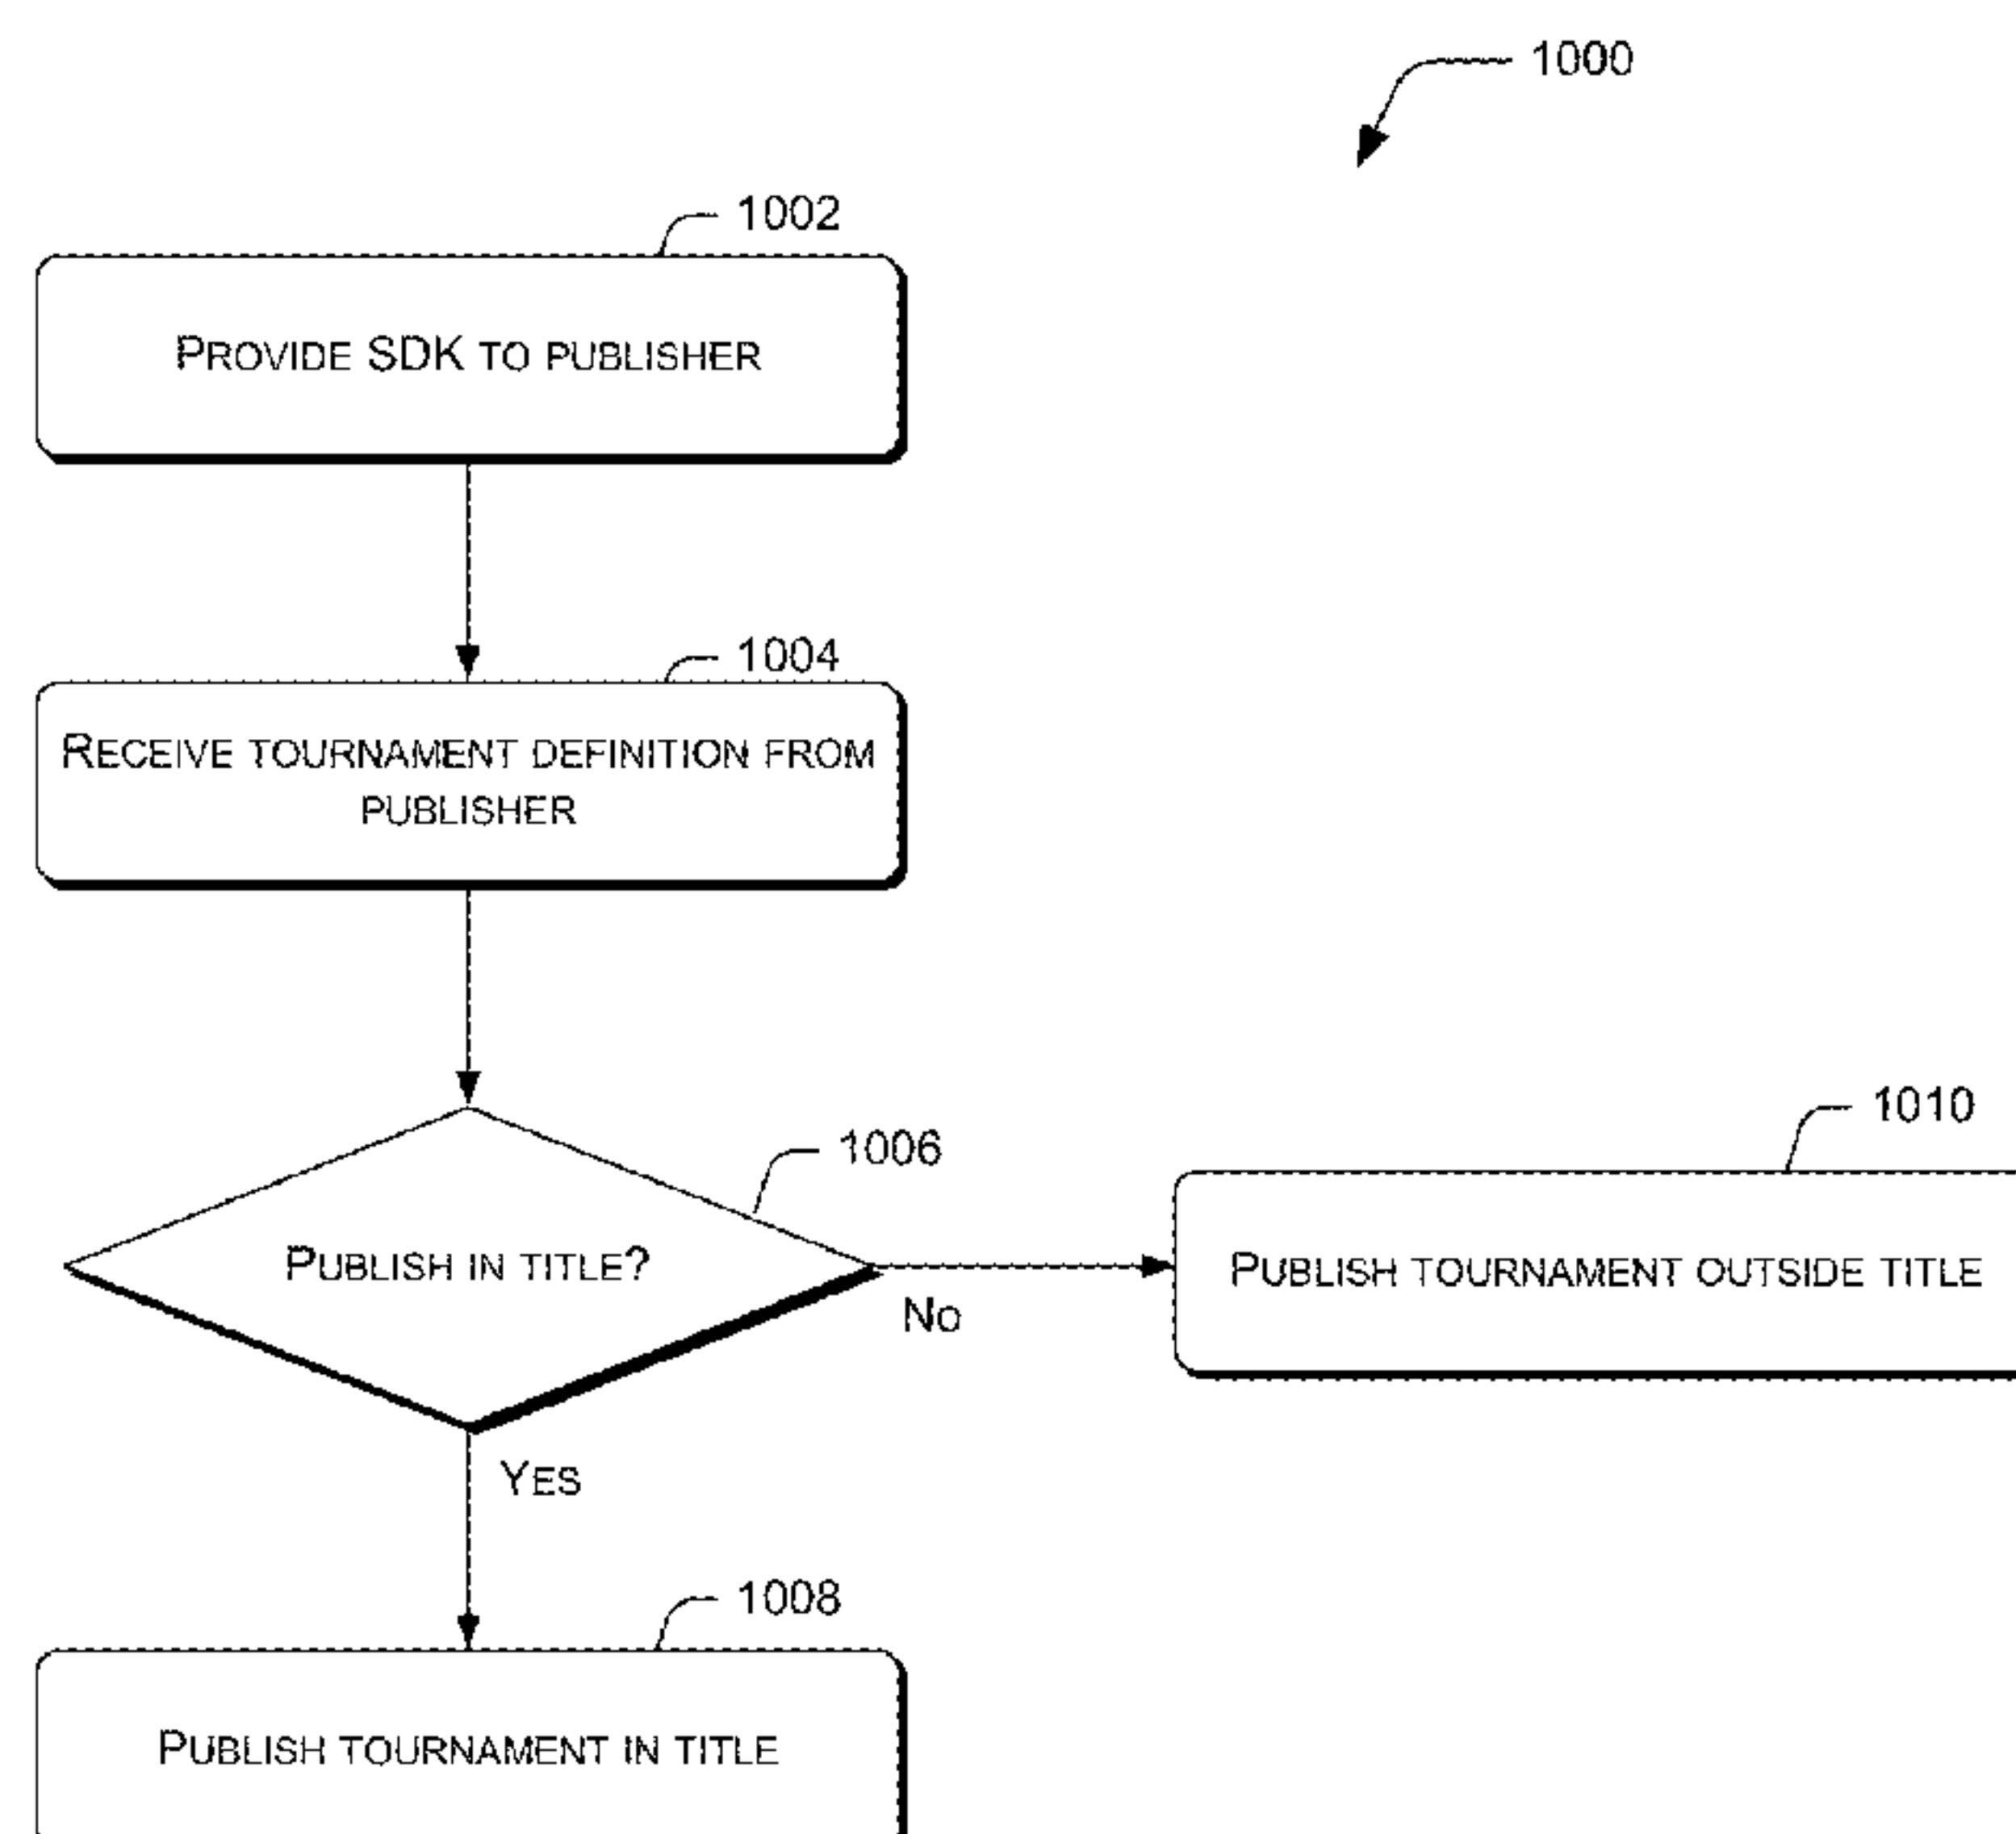 1000
1002
PROVIDE SDK TO PUBLISHER
1004
RECEIVE TOURNAMENT DEFINITION FROM
PUBLISHER
1006
PUBLISH IN TITLE?
NO
1010
PUBLISH TOURNAMENT OUTSIDE TITLE
YES
1008
PUBLISH TOURNAMENT IN TITLE